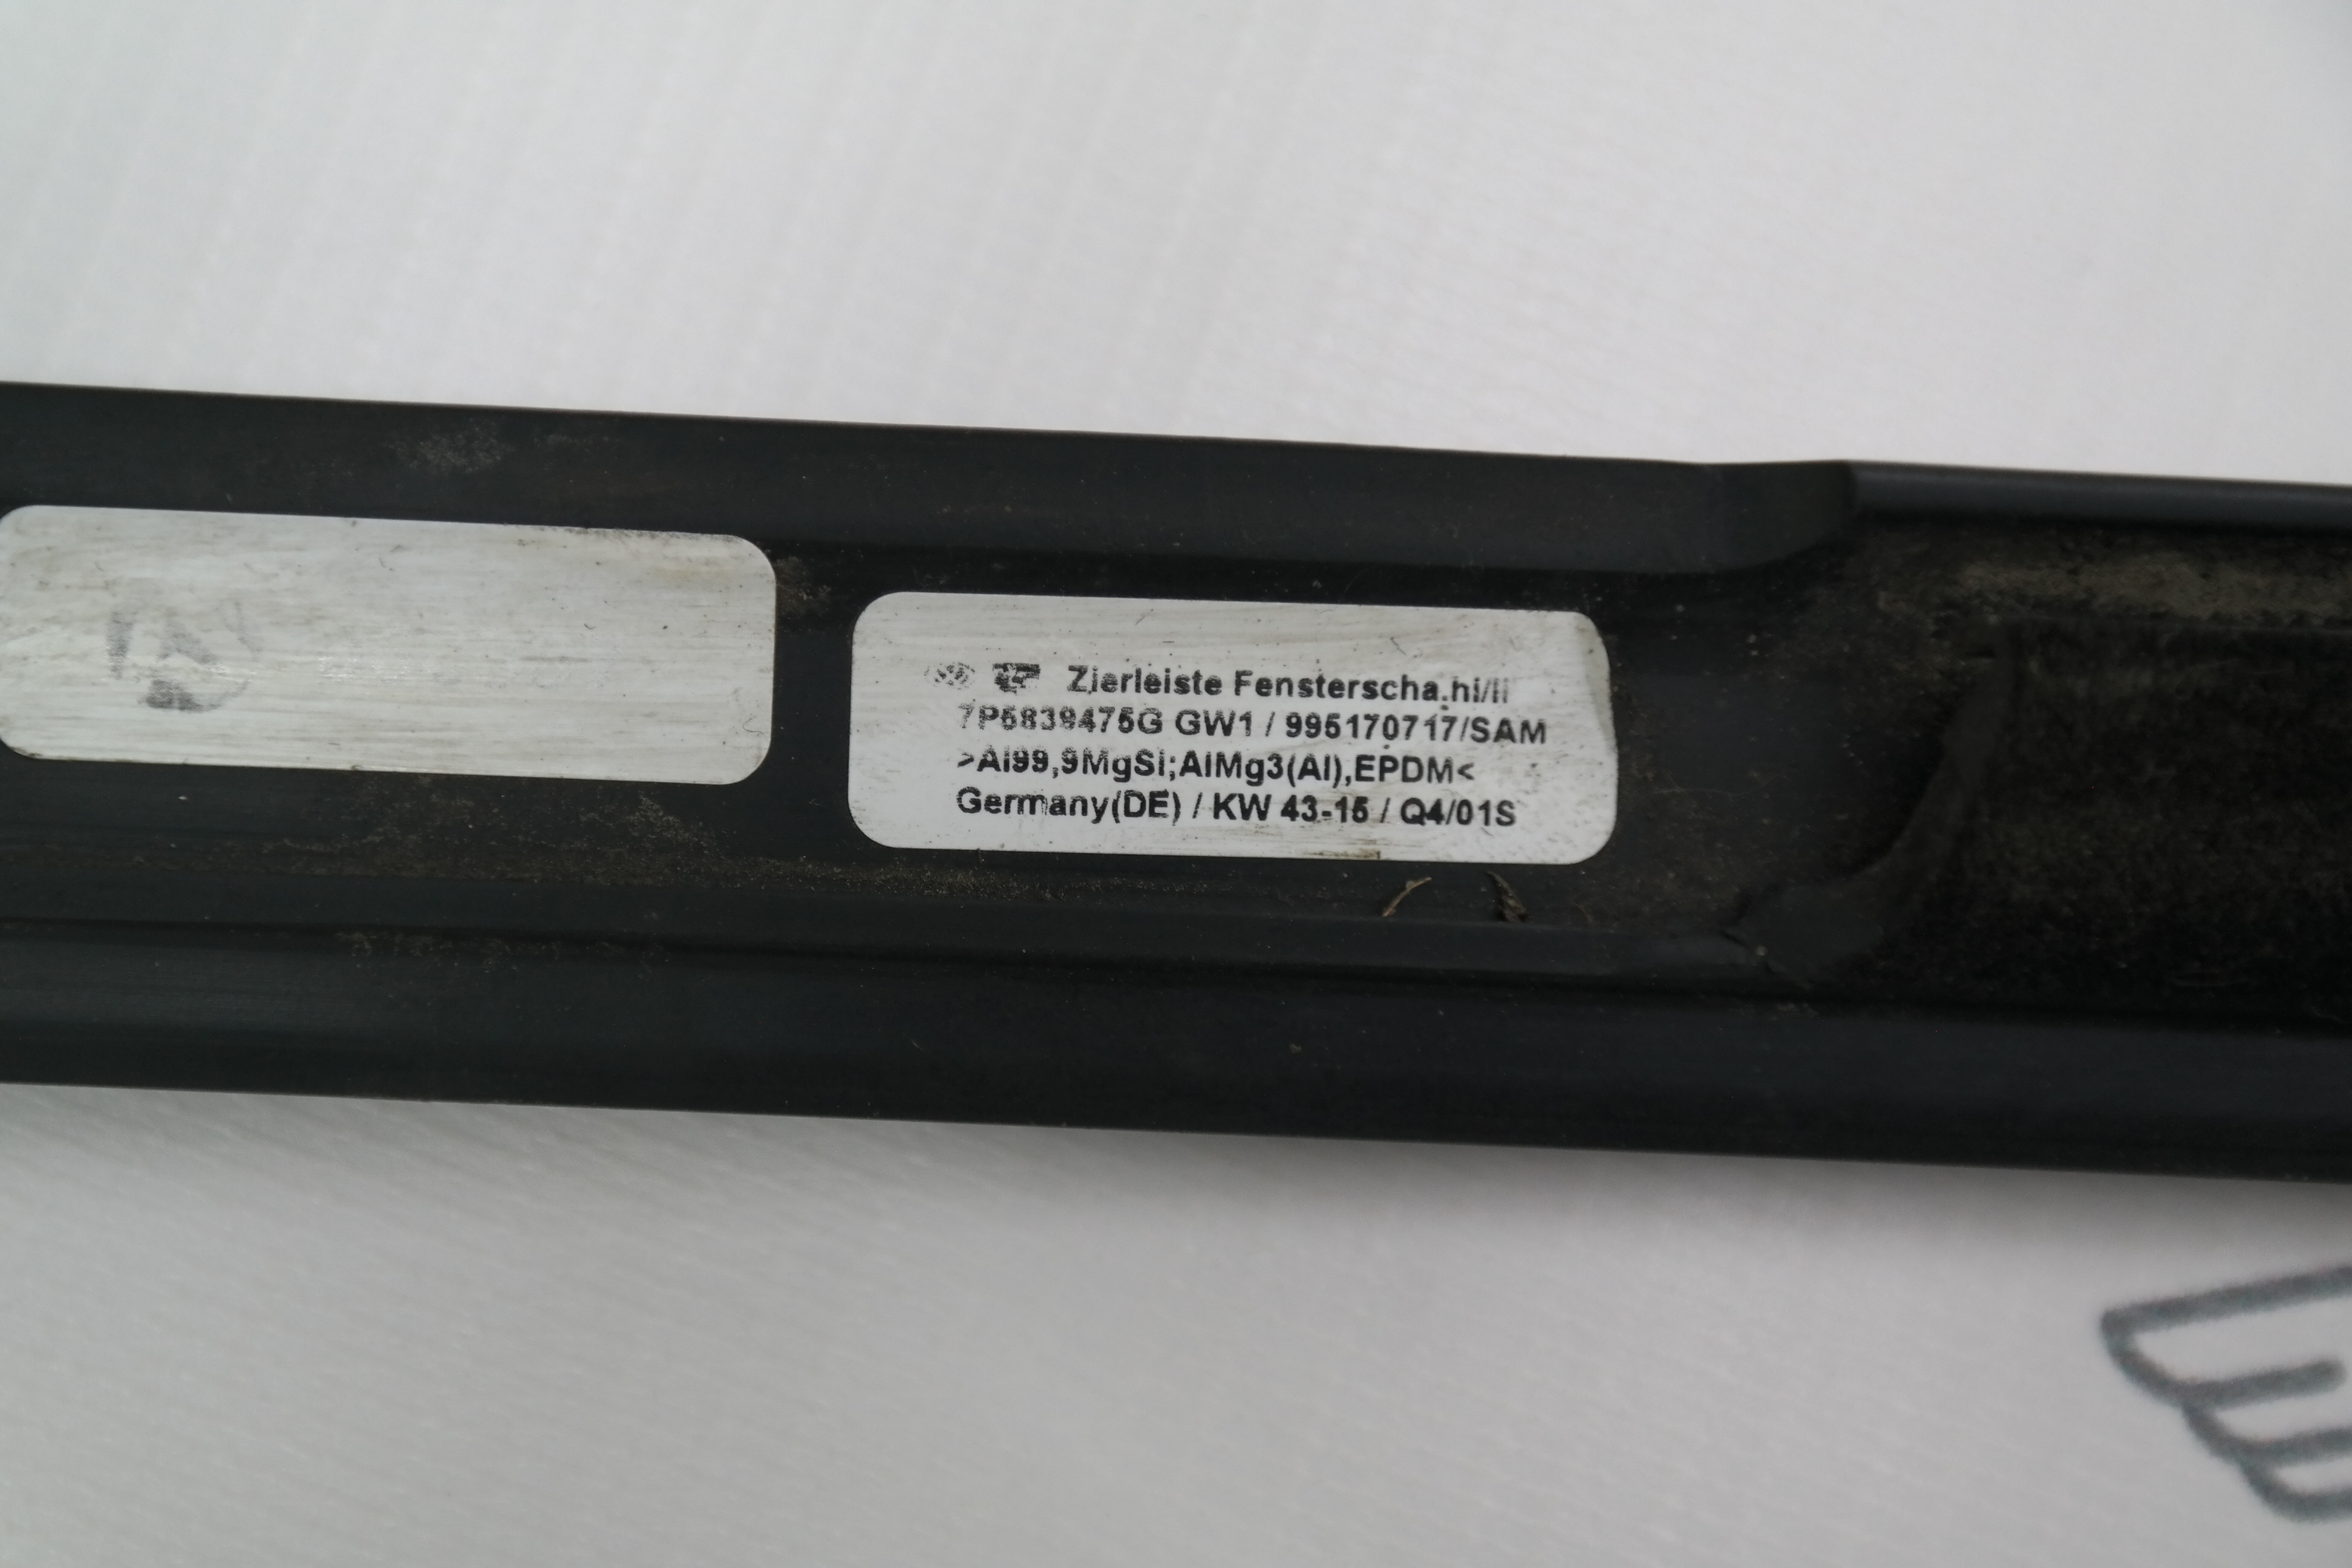 Zierleiste Fensterscha.hi/li
7P6839475G GW1 / 995170717/SAM
>Al99,9MgSi;AlMg3(Al),EPDM<
Germany(DE) / KW 43-15 / Q4/01S